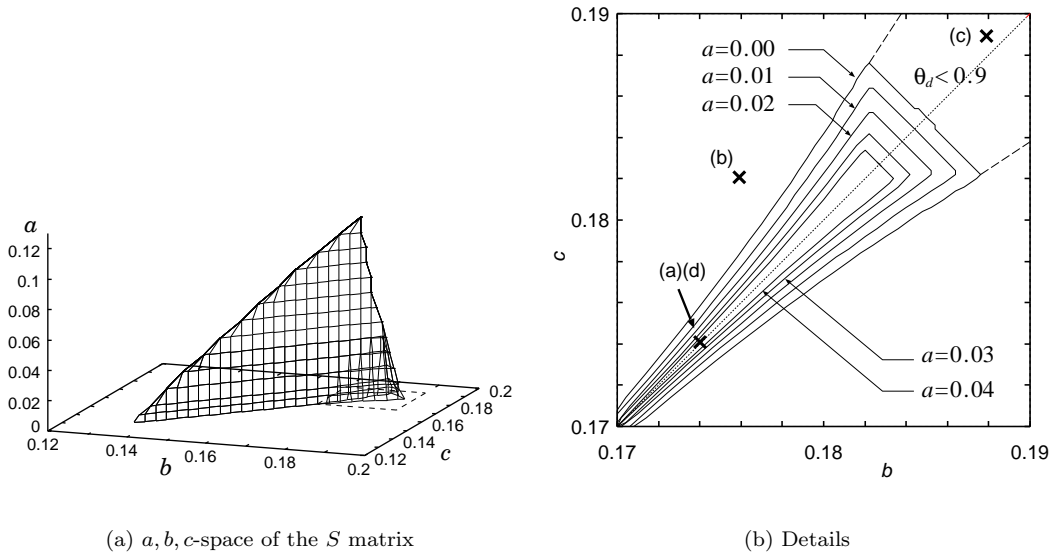 a
0.12
0.1
0.08
0.06
0.04
0.02
0
0.12
0.14
0.16
0.18
0.2
b
0.12
0.14
0.16
0.18
0.2
c
(a) a, b, c-space of the S matrix
0.19
0.18
0.17
c
0.17
0.18
0.19
b
a=0.00
a=0.01
a=0.02
(c)
θd<0.9
(b)
(a)(d)
a=0.03
a=0.04
(b) Details